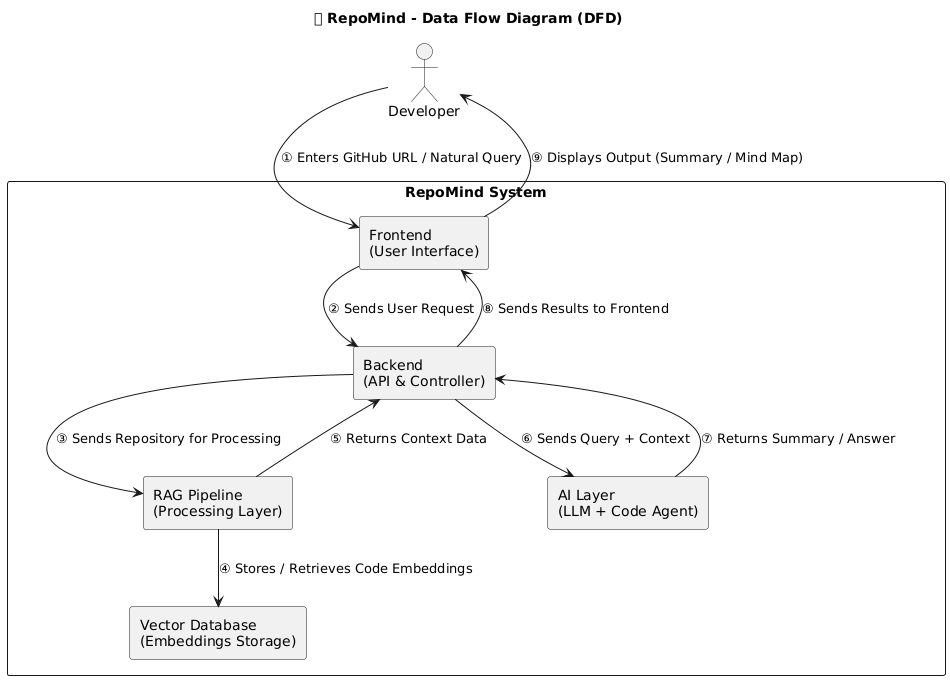 RepoMind - Data Flow Diagram (DFD)
Developer
① Enters GitHub URL / Natural Query
⑨ Displays Output (Summary / Mind Map)
RepoMind System
Frontend
(User Interface)
② Sends User Request
⑧ Sends Results to Frontend
Backend
(API & Controller)
③ Sends Repository for Processing
⑤ Returns Context Data
⑥ Sends Query + Context
⑦ Returns Summary / Answer
RAG Pipeline
(Processing Layer)
AI Layer
(LLM + Code Agent)
④ Stores / Retrieves Code Embeddings
Vector Database
(Embeddings Storage)